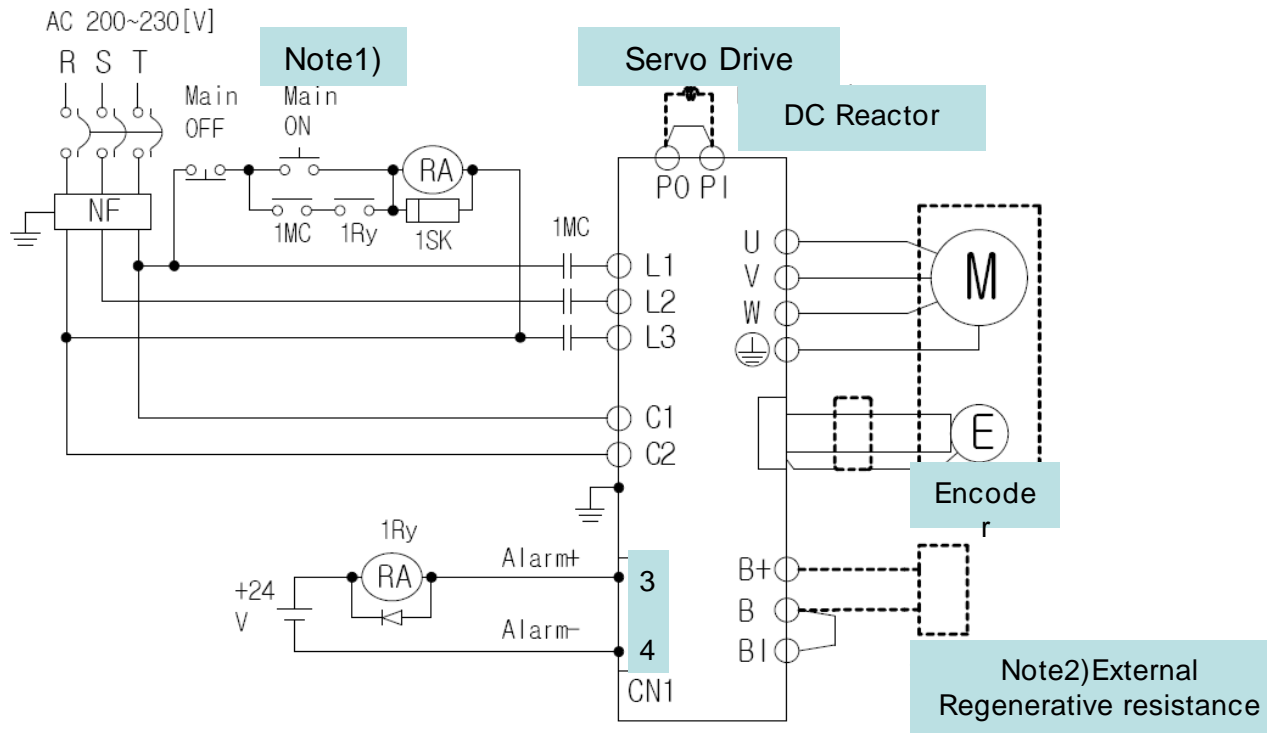 AC 200~230[V]
R S T
Note1)
Servo Drive
DC Reactor
Main
OFF
Main
ON
RA
PO PI
NF
1MC 1Ry 1SK
1MC
L1
L2
L3
U
V
W
M
C1
C2
E
Encode
r
1Ry
RA
+24
V
Alarm+
Alarm-
3
4
CN1
B+
B
BI
Note2)External
Regenerative resistance